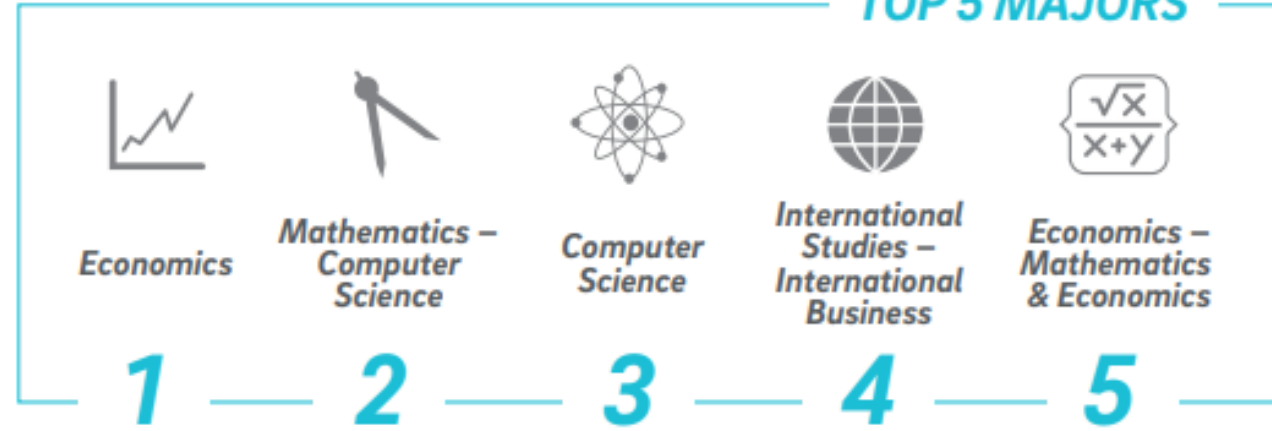 TOP 5 MAJORS
√x
x+y
Economics
Mathematics –
Computer
Science
Computer
Science
International
Studies –
International
Business
Economics –
Mathematics
& Economics
1
2
3
4
5